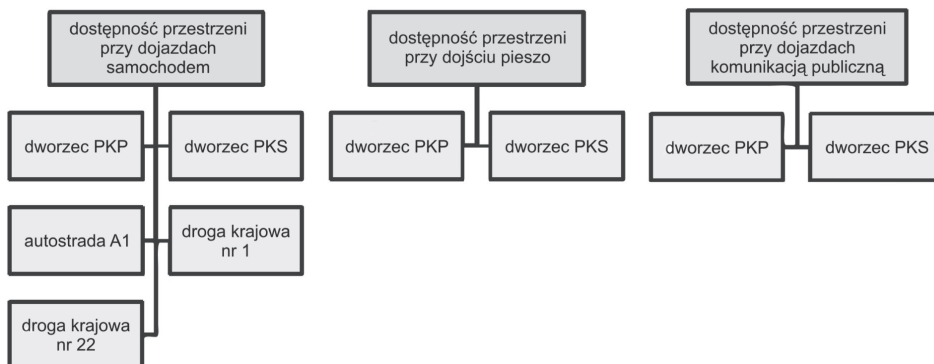 dostępność przestrzeni
przy dojazdach
samochodem
dworzec PKP
dworzec PKS
autostrada A1
droga krajowa
nr 1
droga krajowa
nr 22
dostępność przestrzeni
przy dojściu pieszo
dworzec PKP
dworzec PKS
dostępność przestrzeni
przy dojazdach
komunikacją publiczną
dworzec PKP
dworzec PKS